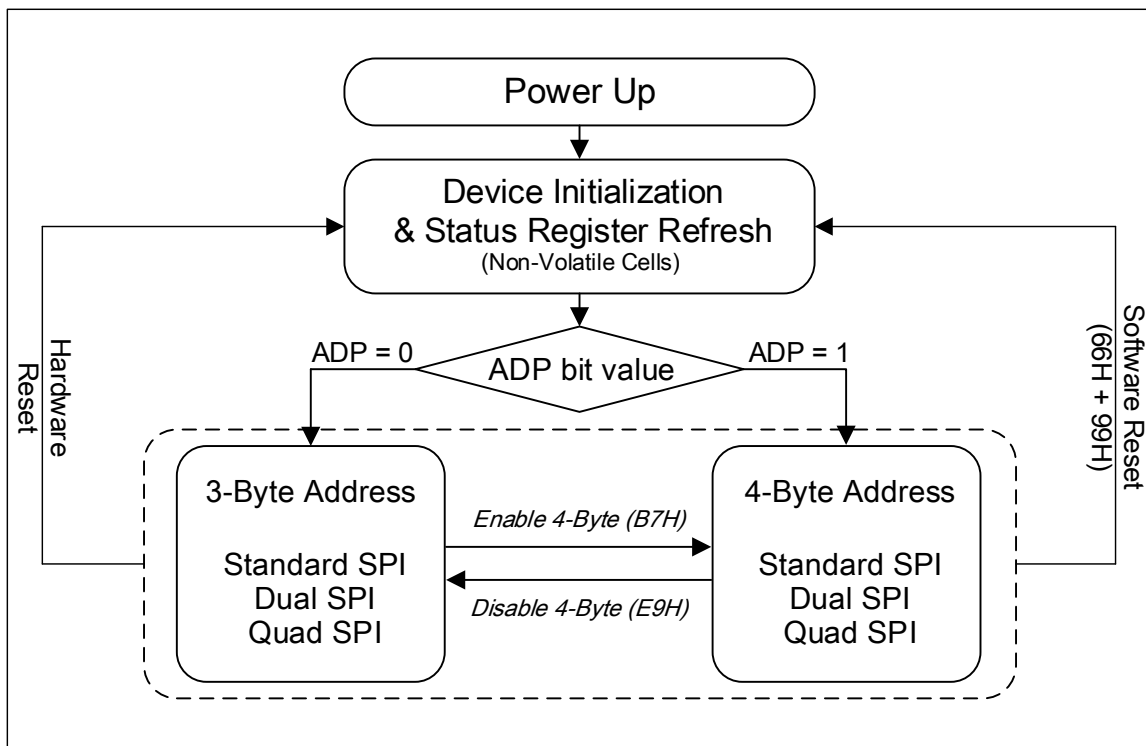 Power Up
Device Initialization
& Status Register Refresh
(Non-Volatile Cells)
ADP = 0
ADP bit value
ADP = 1
Hardware
Reset
Software Reset
(66H + 99H)
3-Byte Address
Standard SPI
Dual SPI
Quad SPI
Enable 4-Byte (B7H)
Disable 4-Byte (E9H)
4-Byte Address
Standard SPI
Dual SPI
Quad SPI